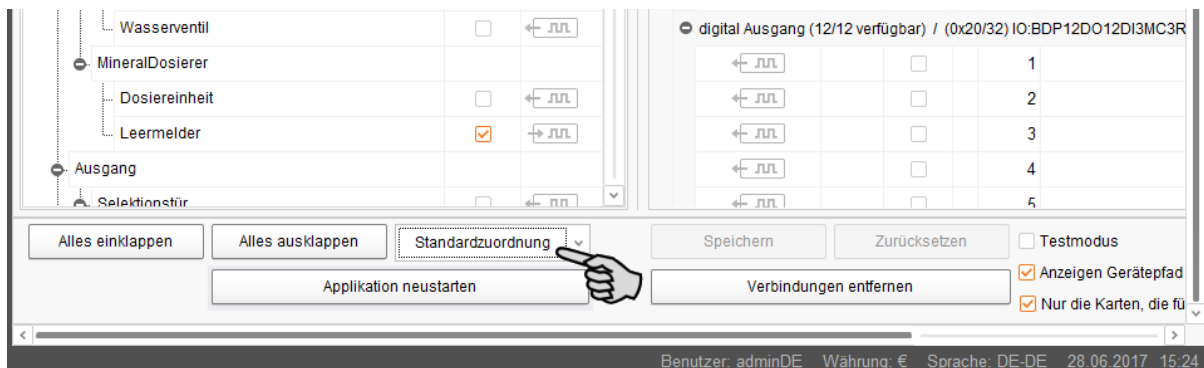 Wasserventil
digital Ausgang (12/12 verfügbar) / (0x20/32) IO:BDP12DO12DI3MC3R
MineralDosierer
1
Dosiereinheit
2
Leermelder
3
Ausgang
4
Selektionstür
5
Alles einklappen
Alles ausklappen
Standardzuordnung
Speichern
Zurücksetzen
Testmodus
Anzeigen Gerätepfad
Applikation neustarten
Verbindungen entfernen
Nur die Karten, die fü
Benutzer: adminDE Währung: € Sprache: DE-DE 28.06.2017 15:24